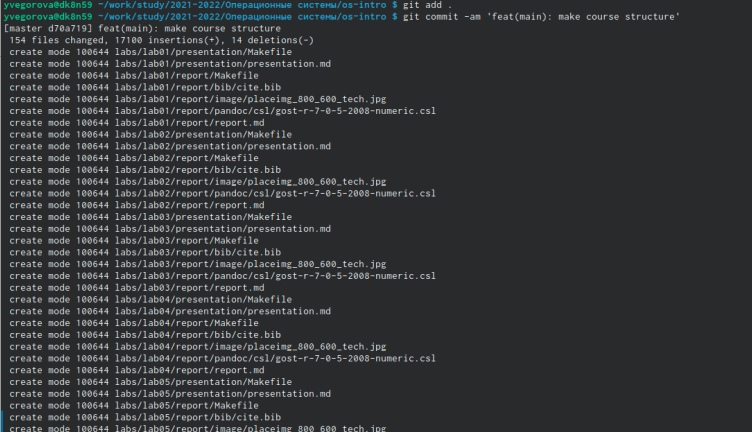 yvegorova@dk8n59 ~/work/study/2021-2022/Операционные системы/os-intro $ git add .
yvegorova@dk8n59 ~/work/study/2021-2022/Операционные системы/os-intro $ git commit -am 'feat(main): make course structure'
[master d70a719] feat(main): make course structure
154 files changed, 17100 insertions(+), 14 deletions(-)
create mode 100644 labs/lab01/presentation/Makefile
create mode 100644 labs/lab01/presentation/presentation.md
create mode 100644 labs/lab01/report/Makefile
create mode 100644 labs/lab01/report/bib/cite.bib
create mode 100644 labs/lab01/report/image/placeimg_800_600_tech.jpg
create mode 100644 labs/lab01/report/pandoc/csl/gost-r-7-0-5-2008-numeric.csl
create mode 100644 labs/lab01/report/report.md
create mode 100644 labs/lab02/presentation/Makefile
create mode 100644 labs/lab02/presentation/presentation.md
create mode 100644 labs/lab02/report/Makefile
create mode 100644 labs/lab02/report/bib/cite.bib
create mode 100644 labs/lab02/report/image/placeimg_800_600_tech.jpg
create mode 100644 labs/lab02/report/pandoc/csl/gost-r-7-0-5-2008-numeric.csl
create mode 100644 labs/lab02/report/report.md
create mode 100644 labs/lab03/presentation/Makefile
create mode 100644 labs/lab03/presentation/presentation.md
create mode 100644 labs/lab03/report/Makefile
create mode 100644 labs/lab03/report/bib/cite.bib
create mode 100644 labs/lab03/report/image/placeimg_800_600_tech.jpg
create mode 100644 labs/lab03/report/pandoc/csl/gost-r-7-0-5-2008-numeric.csl
create mode 100644 labs/lab03/report/report.md
create mode 100644 labs/lab04/presentation/Makefile
create mode 100644 labs/lab04/presentation/presentation.md
create mode 100644 labs/lab04/report/Makefile
create mode 100644 labs/lab04/report/bib/cite.bib
create mode 100644 labs/lab04/report/image/placeimg_800_600_tech.jpg
create mode 100644 labs/lab04/report/pandoc/csl/gost-r-7-0-5-2008-numeric.csl
create mode 100644 labs/lab04/report/report.md
create mode 100644 labs/lab05/presentation/Makefile
create mode 100644 labs/lab05/presentation/presentation.md
create mode 100644 labs/lab05/report/Makefile
create mode 100644 labs/lab05/report/bib/cite.bib
create mode 100644 labs/lab05/report/image/placeimg_800_600_tech.jpg